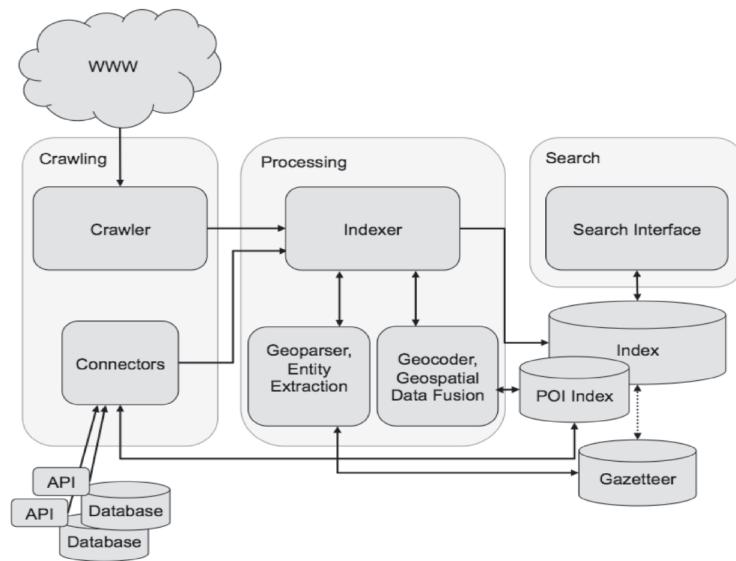 WWW
Crawling
Crawler
Connectors
API
API
Database
Database
Processing
Indexer
Geoparser,
Entity
Extraction
Geocoder,
Geospatial
Data Fusion
Search
Search Interface
Index
POI Index
Gazetteer